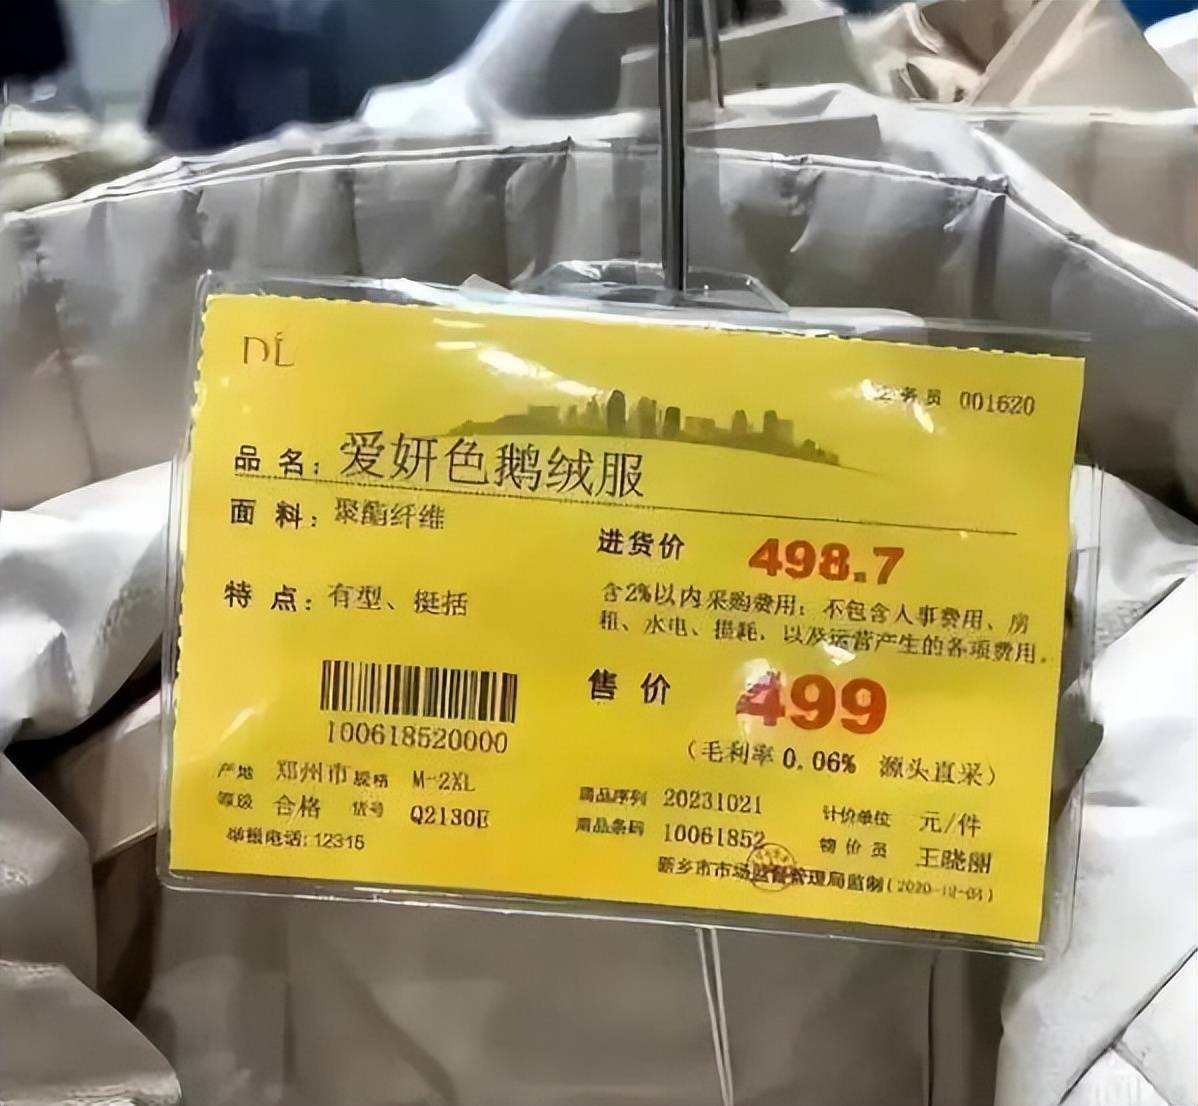 DL
务员 001620
品名：爱妍色鹅绒服
面料：聚酯纤维
进货价 498.7
含2%以内采购费用；不包含人事费用、房
租、水电、损耗，以及运营产生的各项费用。
特点：有型、挺括
售价 499
（毛利率0.06% 源头直采）
100618520000
产地 郑州市 规格 M-2XL
等级 合格 货号 Q2130E
举报电话：12315
商品序列 20231021 计价单位 元/件
商品条码 10061852 物价员 王晓丽
新乡市市场监督管理局监制（2020-12-04）